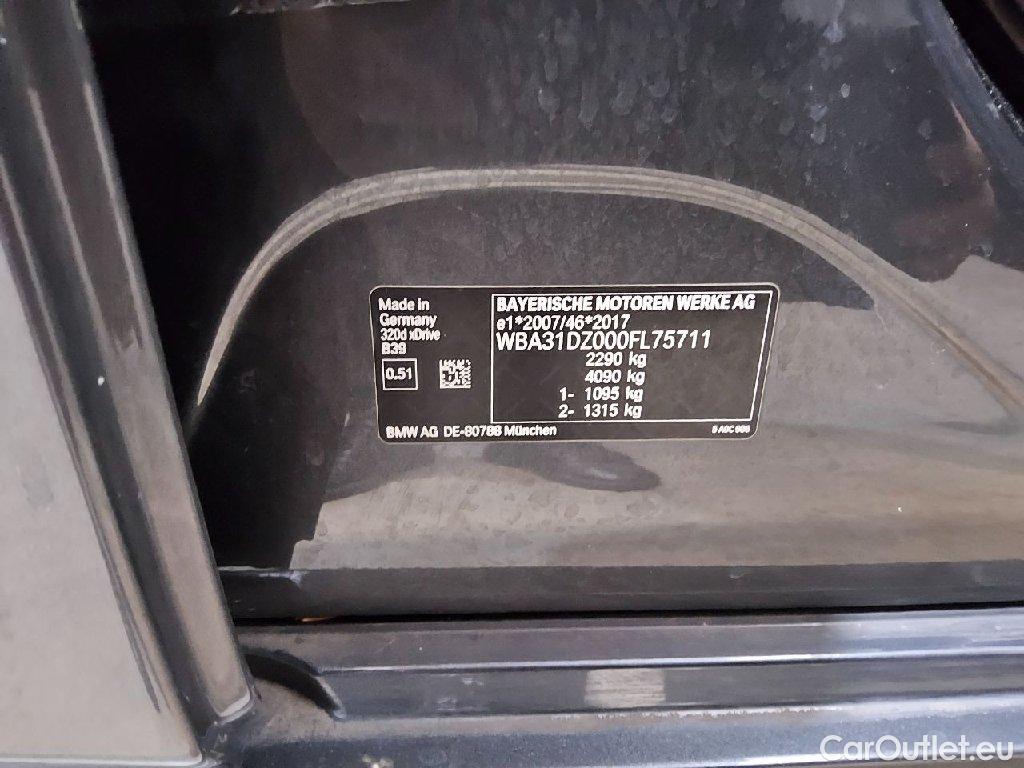 Made in
Germany
320d xDrive
B39
0.51
BAYERISCHE MOTOREN WERKE AG
e1*2007/46*2017
WBA31DZ000FL75711
2290 kg
4090 kg
1- 1095 kg
2- 1315 kg
BMW AG DE-80788 München
CarOutlet.eu